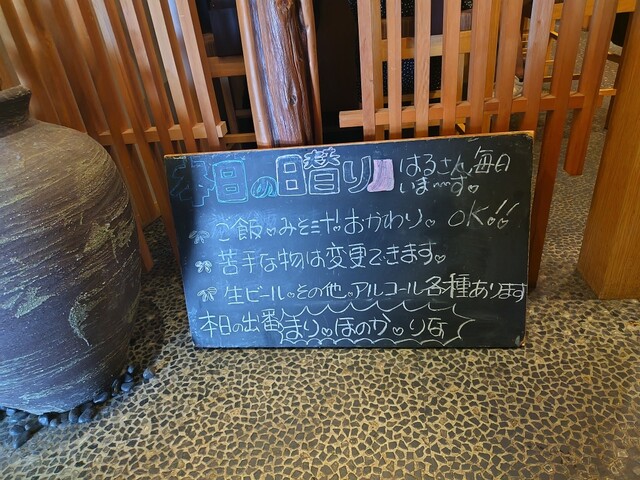 本日の日替り
はるさん毎日
いま〜す♡
ご飯♡みそ汁♡おかわり♡OK!!
苦手な物は変更できます♡
生ビール♡その他♡アルコール各種あります
本日の出番 まり♡ほのか♡りな